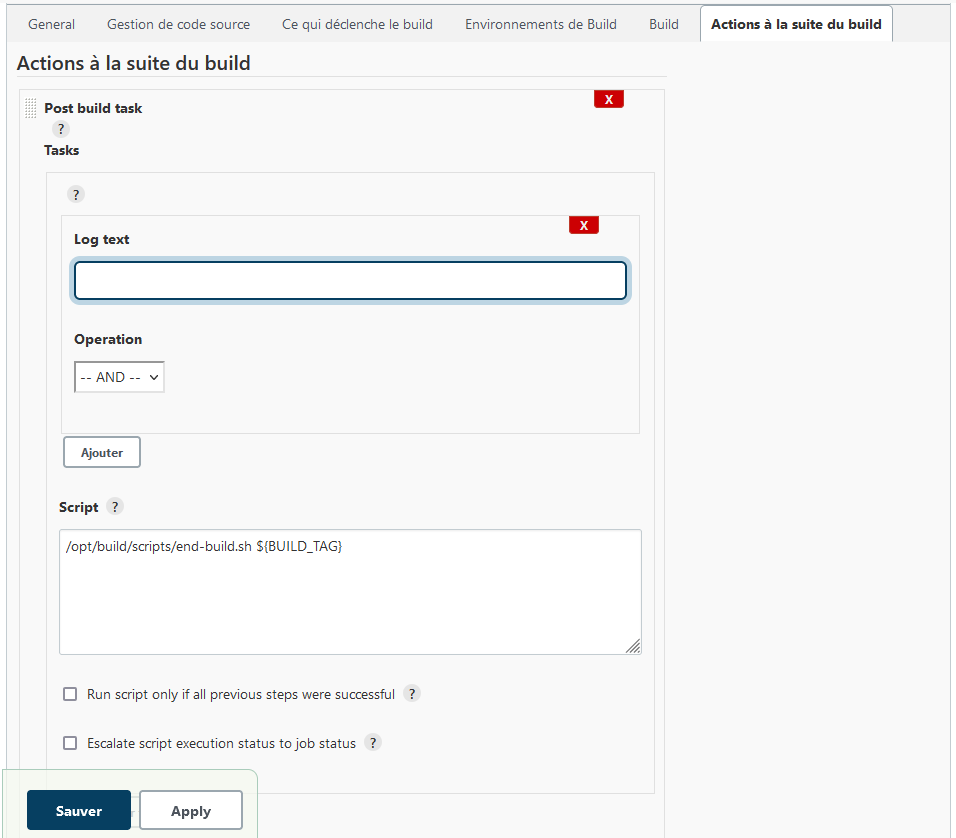 General Gestion de code source Ce qui déclenche le build Environnements de Build Build Actions à la suite du build
Actions à la suite du build
Post build task X
?
Tasks
?
X
Log text
Operation
-- AND --
Ajouter
Script ?
/opt/build/scripts/end-build.sh ${BUILD_TAG}
Run script only if all previous steps were successful ?
Escalate script execution status to job status ?
Sauver Apply